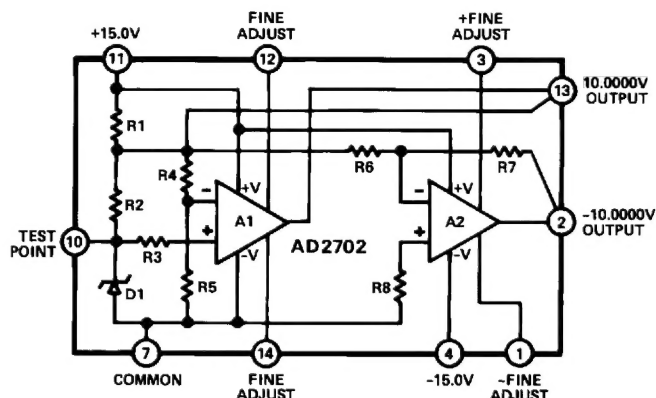 +15.0V
11
FINE
ADJUST
12
+FINE
ADJUST
3
13
10.0000V
OUTPUT
R1
R4
R6
R7
R2
-
+V
A1
+
-V
-
+V
A2
+
-V
2
-10.0000V
OUTPUT
TEST
POINT
10
R3
AD2702
D1
R5
R8
7
COMMON
14
FINE
ADJUST
4
-15.0V
1
-FINE
ADJUST